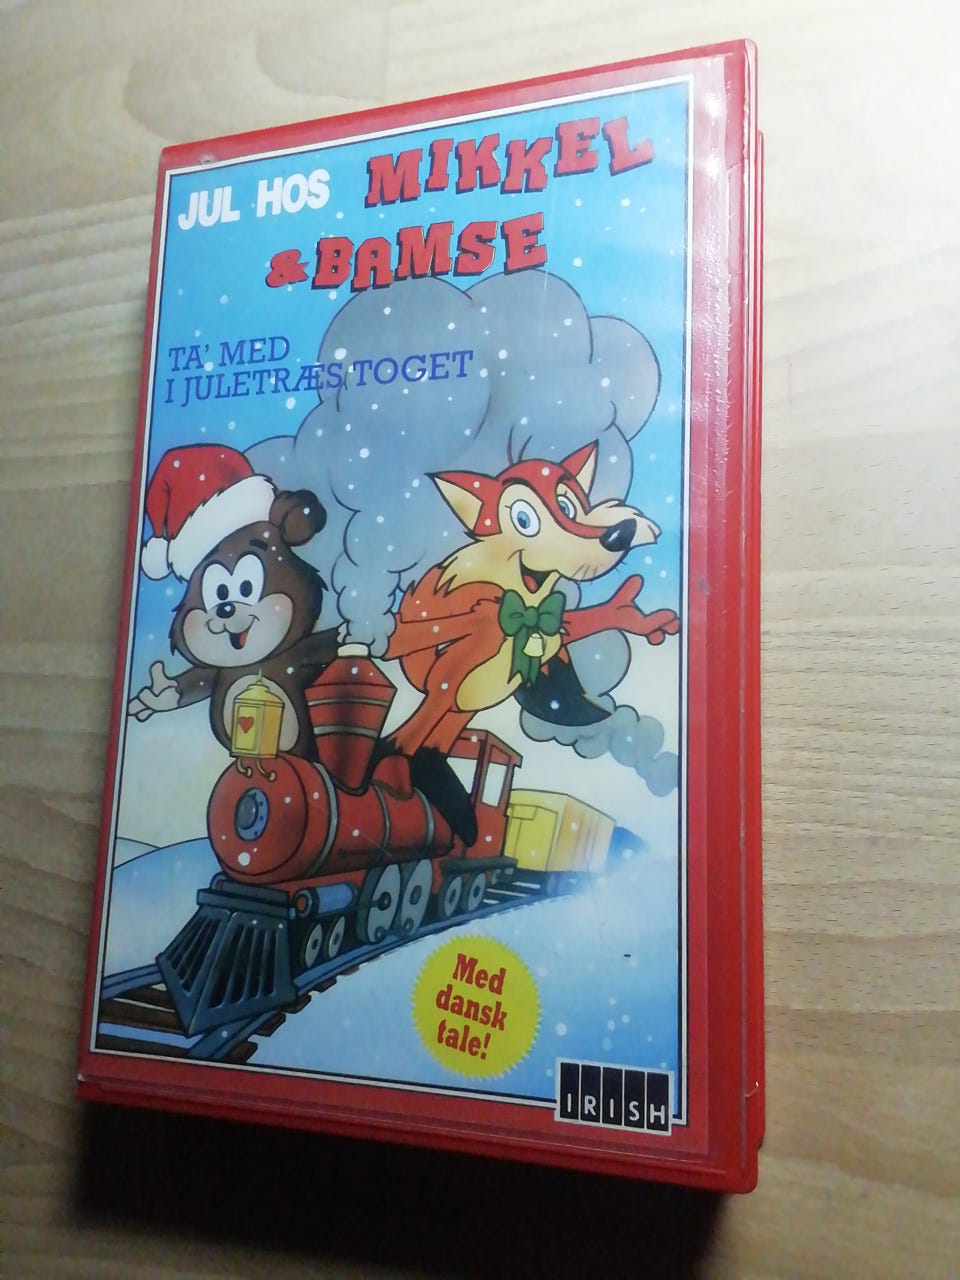 JUL HOS MIKKEL
& BAMSE
TA' MED
I JULETRÆS TOGET
Med
dansk
tale!
IRISH